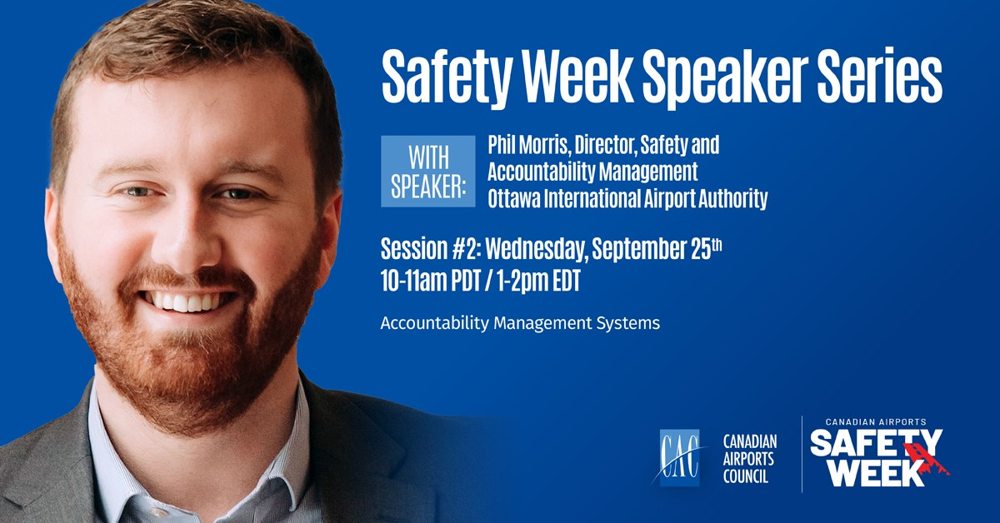 Safety Week Speaker Series
WITH
SPEAKER:
Phil Morris, Director, Safety and
Accountability Management
Ottawa International Airport Authority
Session #2: Wednesday, September 25th
10-11am PDT / 1-2pm EDT
Accountability Management Systems
CAC
CANADIAN
AIRPORTS
COUNCIL
CANADIAN AIRPORTS
SAFETY
WEEK